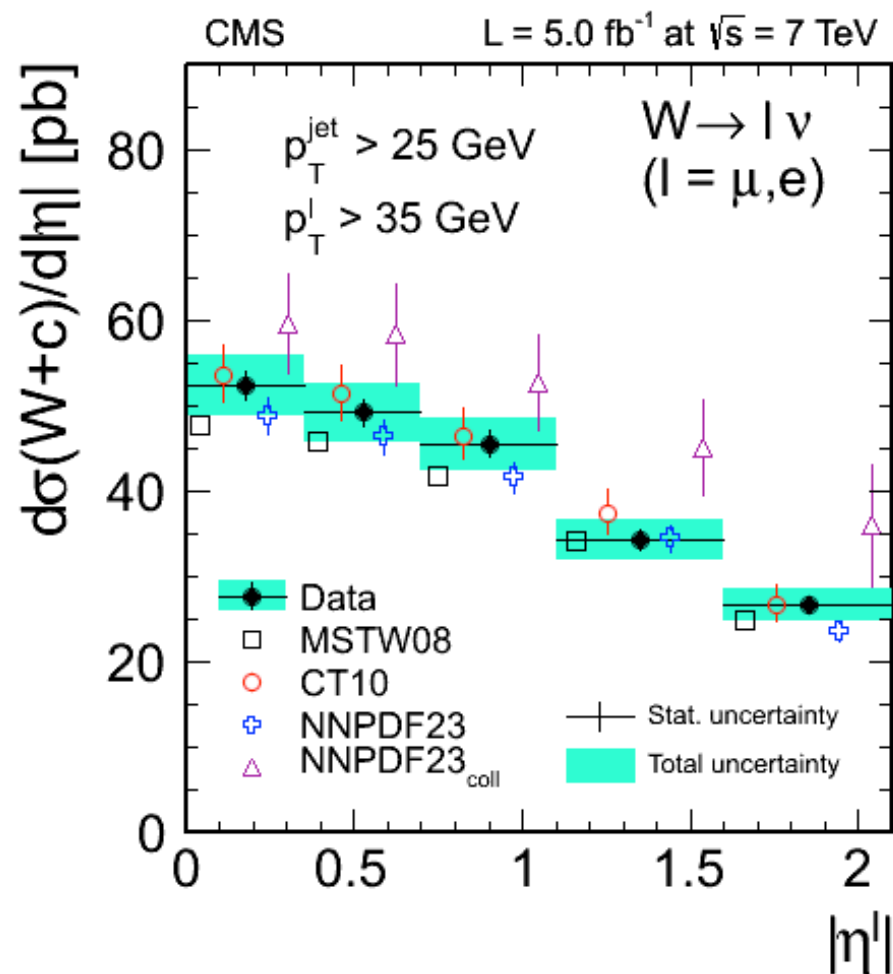 CMS L = 5.0 fb⁻¹ at √s = 7 TeV
dσ(W+c)/d|η| [pb]
p_T^jet > 25 GeV
p_T^l > 35 GeV
W → l ν
(l = μ,e)
80
60
40
20
0
Data
MSTW08
CT10
NNPDF23
NNPDF23_coll
Stat. uncertainty
Total uncertainty
0 0.5 1 1.5 2
|η^l|